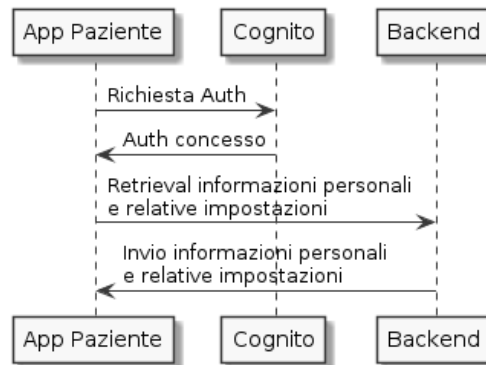 App Paziente
Cognito
Backend
Richiesta Auth
Auth concesso
Retrieval informazioni personali
e relative impostazioni
Invio informazioni personali
e relative impostazioni
App Paziente
Cognito
Backend